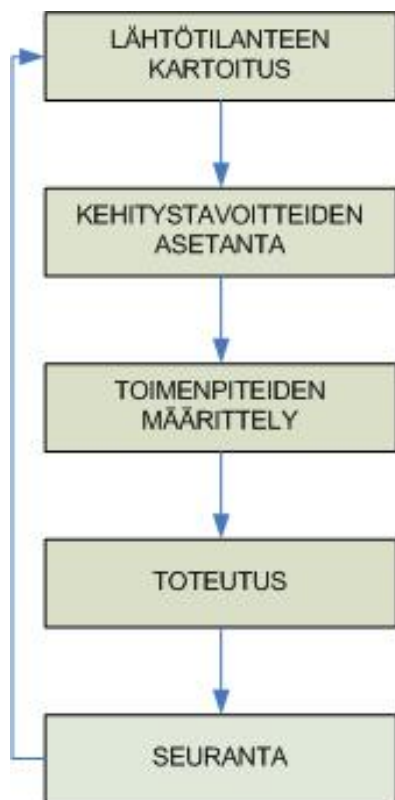 LÄHTÖTILANTEEN
KARTOITUS
KEHITYSTAVOITTEIDEN
ASETANTA
TOIMENPITEIDEN
MÄÄRITTELY
TOTEUTUS
SEURANTA